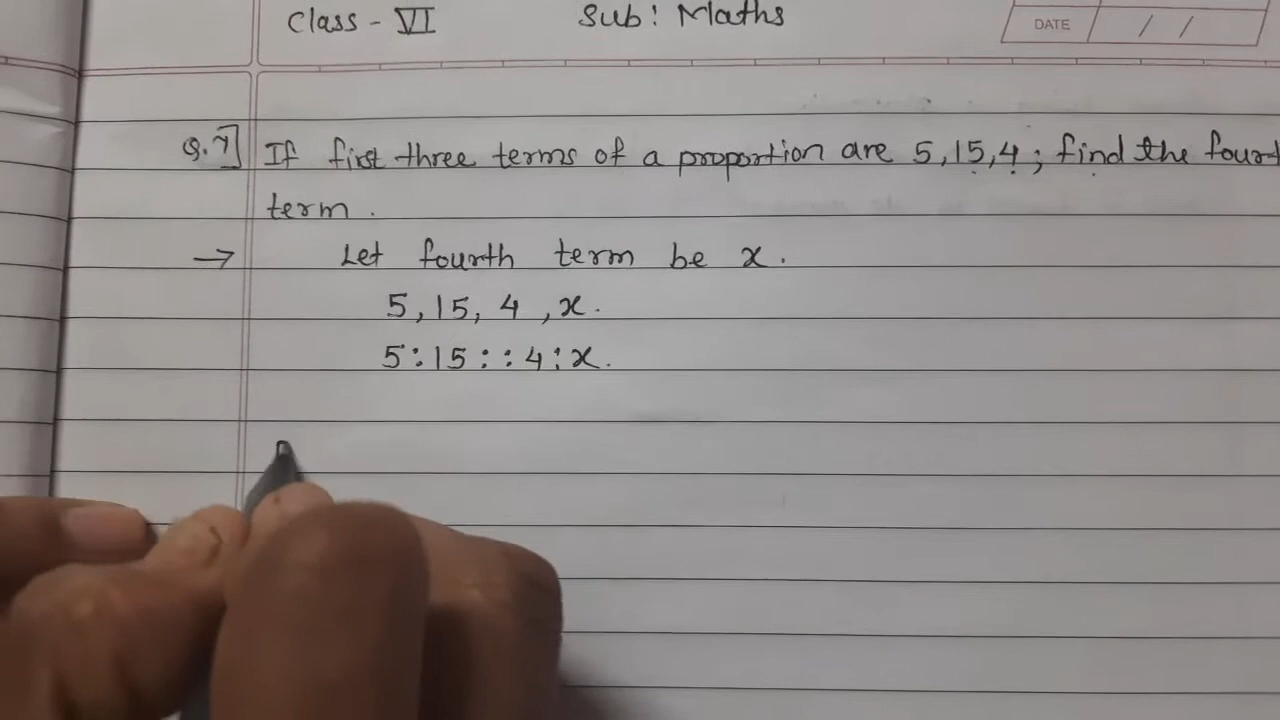 Class - VI Sub: Maths
DATE / /
Q.7] If first three terms of a proportion are 5, 15, 4; find the fourt
term.
→ Let fourth term be x.
5, 15, 4, x.
5:15::4:x.